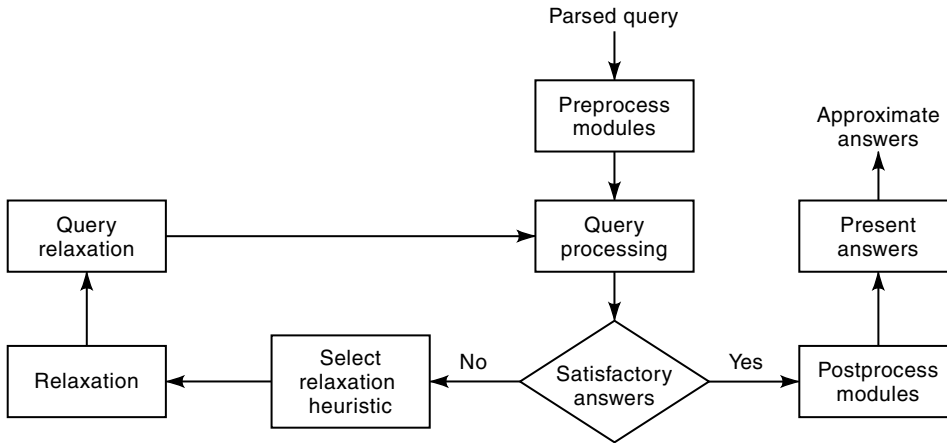 Parsed query
Preprocess
modules
Approximate
answers
Query
relaxation
Query
processing
Present
answers
Relaxation
Select
relaxation
heuristic
No
Satisfactory
answers
Yes
Postprocess
modules